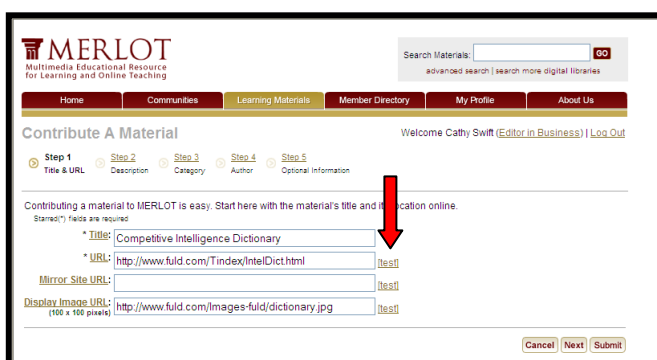 MERLOT
Multimedia Educational Resource
for Learning and Online Teaching
Search Materials: GO
advanced search | search more digital libraries
Home Communities Learning Materials Member Directory My Profile About Us
Contribute A Material
Welcome Cathy Swift (Editor in Business) | Log Out
Step 1 Step 2 Step 3 Step 4 Step 5
Title & URL Description Category Author Optional Information
Contributing a material to MERLOT is easy. Start here with the material's title and its location online.
Starred(*) fields are required
* Title: Competitive Intelligence Dictionary
* URL: http://www.fuld.com/Tindex/IntelDict.html [test]
Mirror Site URL: [test]
Display Image URL: http://www.fuld.com/Images-fuld/dictionary.jpg [test]
(100 x 100 pixels)
Cancel Next Submit